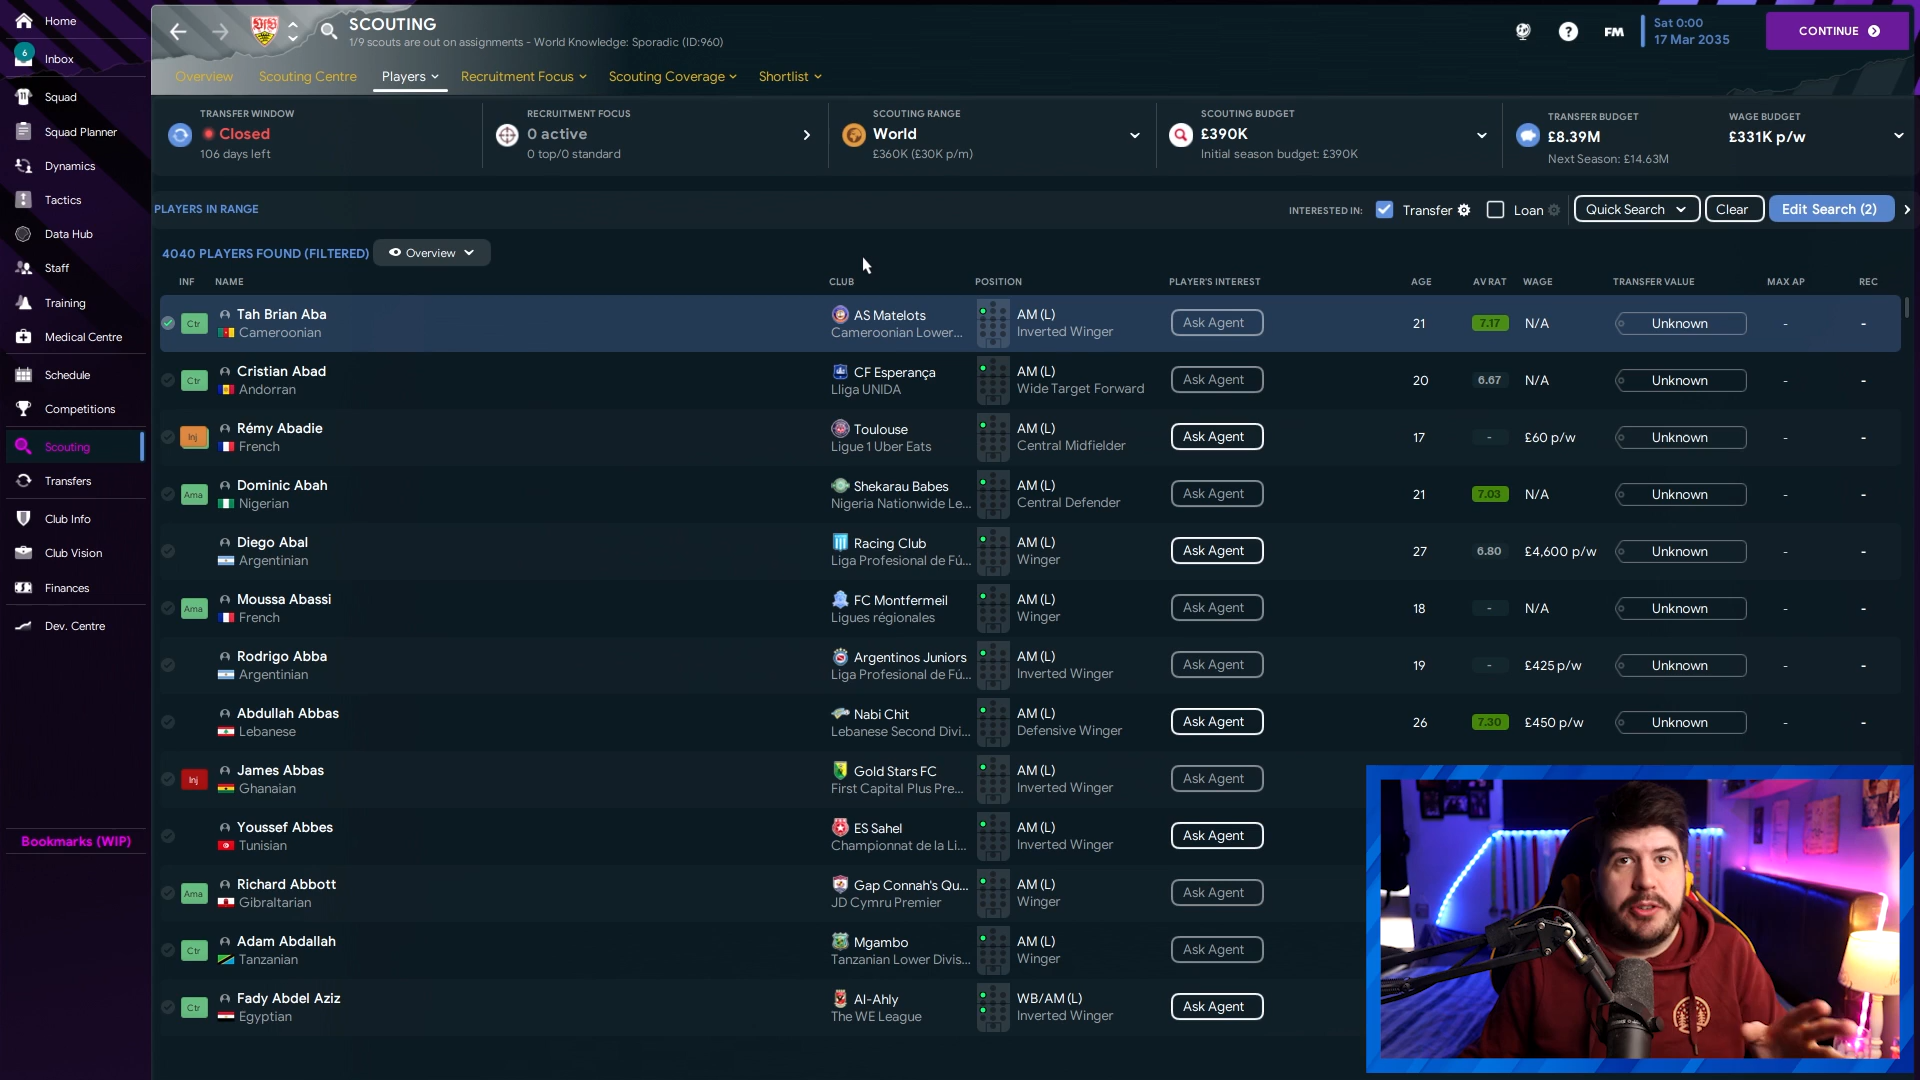 Home
6
Inbox
Squad
Squad Planner
Dynamics
Tactics
Data Hub
Staff
Training
Medical Centre
Schedule
Competitions
Scouting
Transfers
Club Info
Club Vision
Finances
Dev. Centre
Bookmarks (WIP)
SCOUTING
1/9 scouts are out on assignments - World Knowledge: Sporadic (ID:960)
FM
Sat 0:00
17 Mar 2035
CONTINUE
Overview Scouting Centre Players Recruitment Focus Scouting Coverage Shortlist
TRANSFER WINDOW
Closed
106 days left
RECRUITMENT FOCUS
0 active
0 top/0 standard
SCOUTING RANGE
World
£360K (£30K p/m)
SCOUTING BUDGET
£390K
Initial season budget: £390K
TRANSFER BUDGET
£8.39M
Next Season: £14.63M
WAGE BUDGET
£331K p/w
PLAYERS IN RANGE
INTERESTED IN: Transfer Loan Quick Search Clear Edit Search (2)
4040 PLAYERS FOUND (FILTERED) Overview
INF NAME CLUB POSITION PLAYER'S INTEREST AGE AV RAT WAGE TRANSFER VALUE MAX AP REC
Ctr Tah Brian Aba AS Matelots AM (L) Ask Agent 21 7.17 N/A Unknown - -
Cameroonian Cameroonian Lower... Inverted Winger
Ctr Cristian Abad CF Esperança AM (L) Ask Agent 20 6.67 N/A Unknown - -
Andorran Lliga UNIDA Wide Target Forward
Inj Rémy Abadie Toulouse AM (L) Ask Agent 17 - £60 p/w Unknown - -
French Ligue 1 Uber Eats Central Midfielder
Ama Dominic Abah Shekarau Babes AM (L) Ask Agent 21 7.03 N/A Unknown - -
Nigerian Nigeria Nationwide Le... Central Defender
Diego Abal Racing Club AM (L) Ask Agent 27 6.80 £4,600 p/w Unknown - -
Argentinian Liga Profesional de Fú... Winger
Ama Moussa Abassi FC Montfermeil AM (L) Ask Agent 18 - N/A Unknown - -
French Ligues régionales Winger
Rodrigo Abba Argentinos Juniors AM (L) Ask Agent 19 - £425 p/w Unknown - -
Argentinian Liga Profesional de Fú... Inverted Winger
Abdullah Abbas Nabi Chit AM (L) Ask Agent 26 7.30 £450 p/w Unknown - -
Lebanese Lebanese Second Divi... Defensive Winger
Inj James Abbas Gold Stars FC AM (L) Ask Agent
Ghanaian First Capital Plus Pre... Inverted Winger
Youssef Abbes ES Sahel AM (L) Ask Agent
Tunisian Championnat de la Li... Inverted Winger
Ama Richard Abbott Gap Connah's Qu... AM (L) Ask Agent
Gibraltarian JD Cymru Premier Winger
Ctr Adam Abdallah Mgambo AM (L) Ask Agent
Tanzanian Tanzanian Lower Divis... Winger
Ctr Fady Abdel Aziz Al-Ahly WB/AM (L) Ask Agent
Egyptian The WE League Inverted Winger